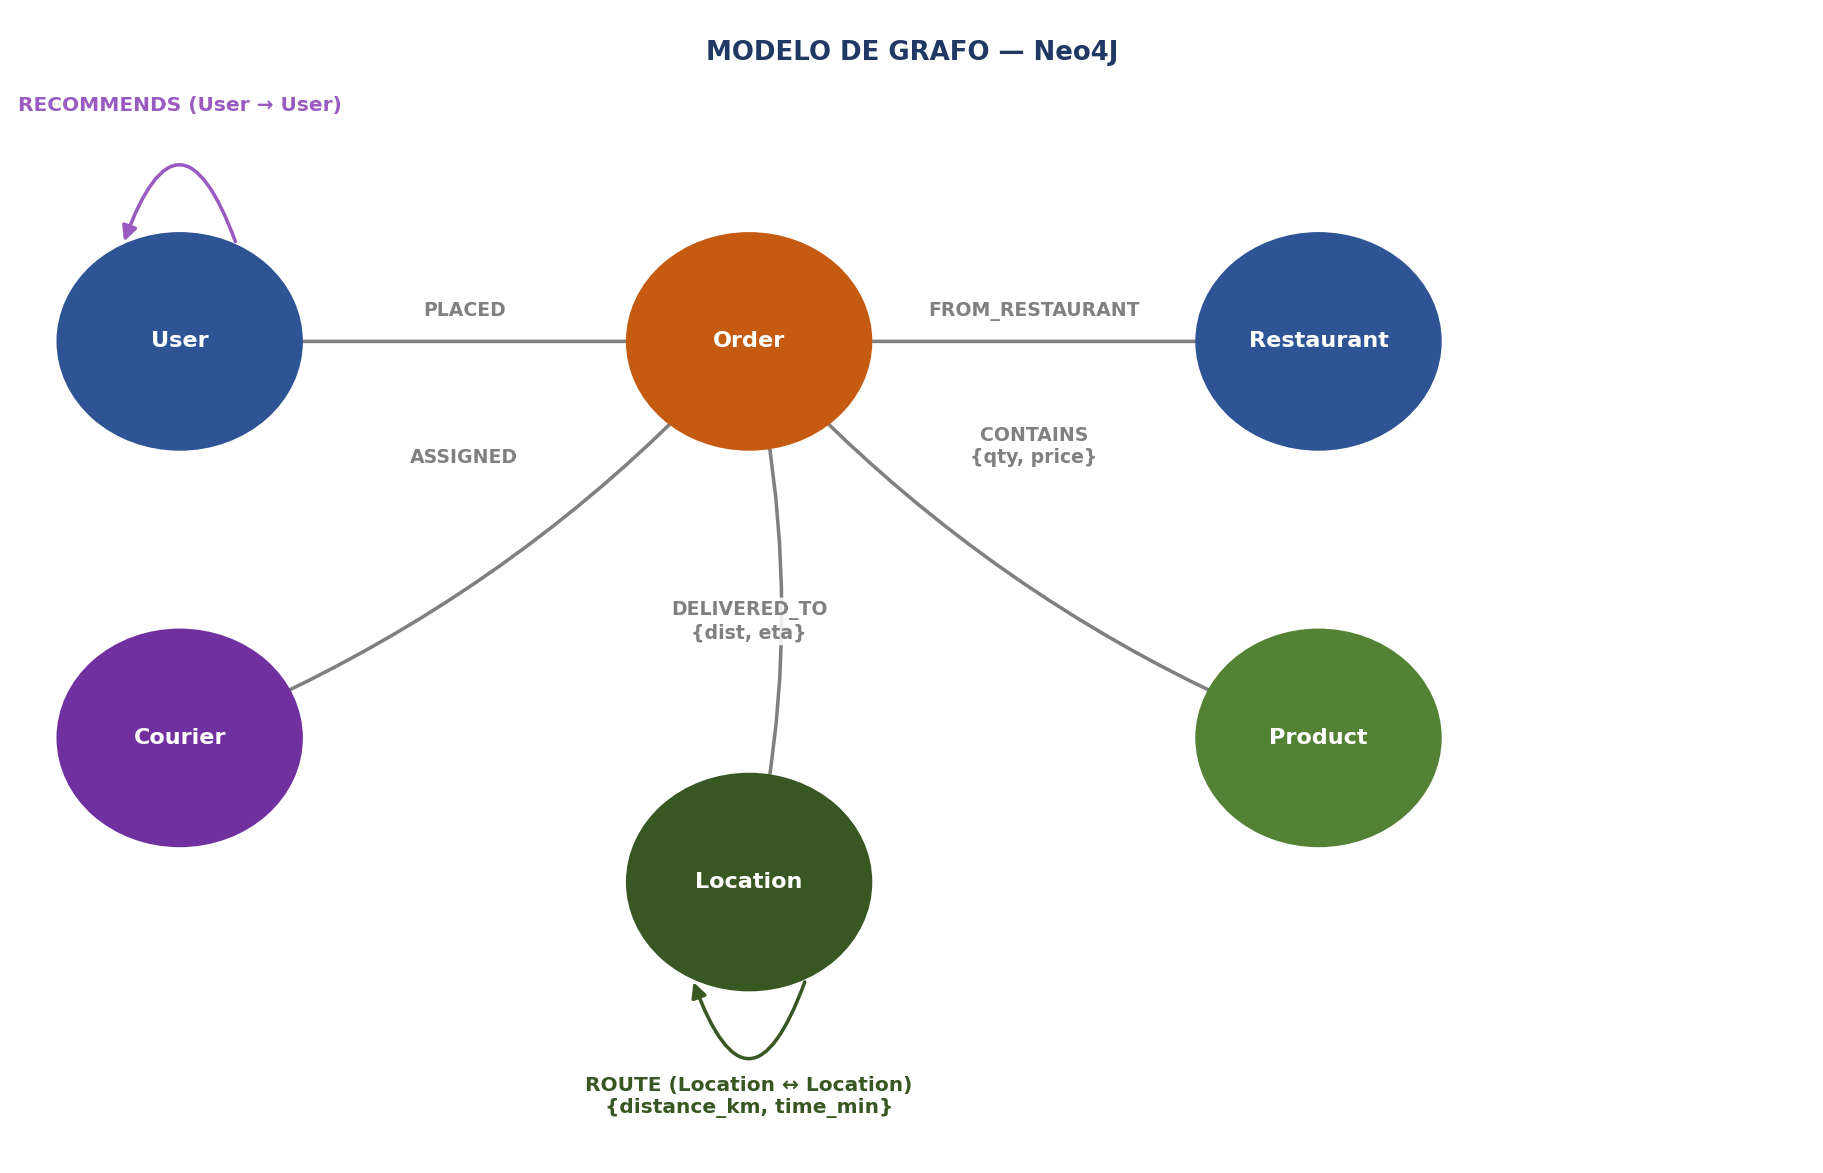 MODELO DE GRAFO — Neo4J
RECOMMENDS (User → User)
PLACED
FROM_RESTAURANT
User
Order
Restaurant
ASSIGNED
CONTAINS
{qty, price}
DELIVERED_TO
{dist, eta}
Courier
Product
Location
ROUTE (Location ↔ Location)
{distance_km, time_min}